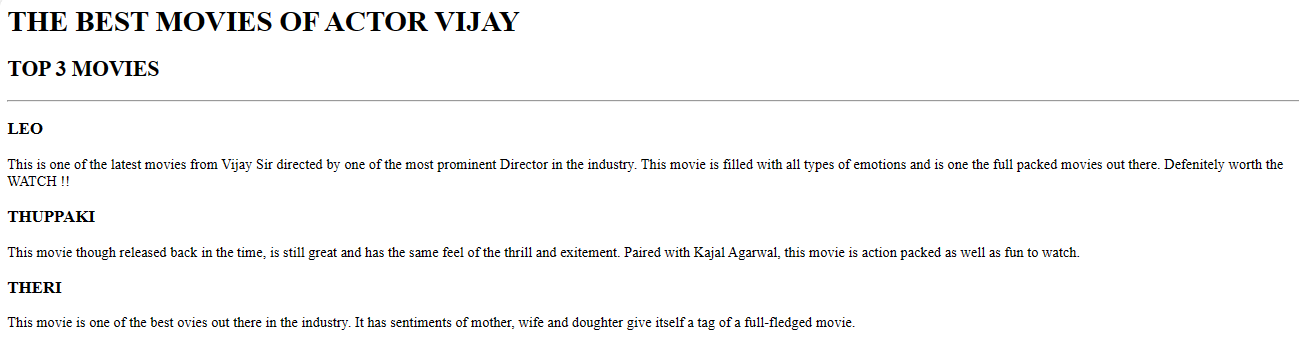 THE BEST MOVIES OF ACTOR VIJAY
TOP 3 MOVIES
LEO
This is one of the latest movies from Vijay Sir directed by one of the most prominent Director in the industry. This movie is filled with all types of emotions and is one the full packed movies out there. Defenitely worth the
WATCH !!
THUPPAKI
This movie though released back in the time, is still great and has the same feel of the thrill and exitement. Paired with Kajal Agarwal, this movie is action packed as well as fun to watch.
THERI
This movie is one of the best ovies out there in the industry. It has sentiments of mother, wife and doughter give itself a tag of a full-fledged movie.